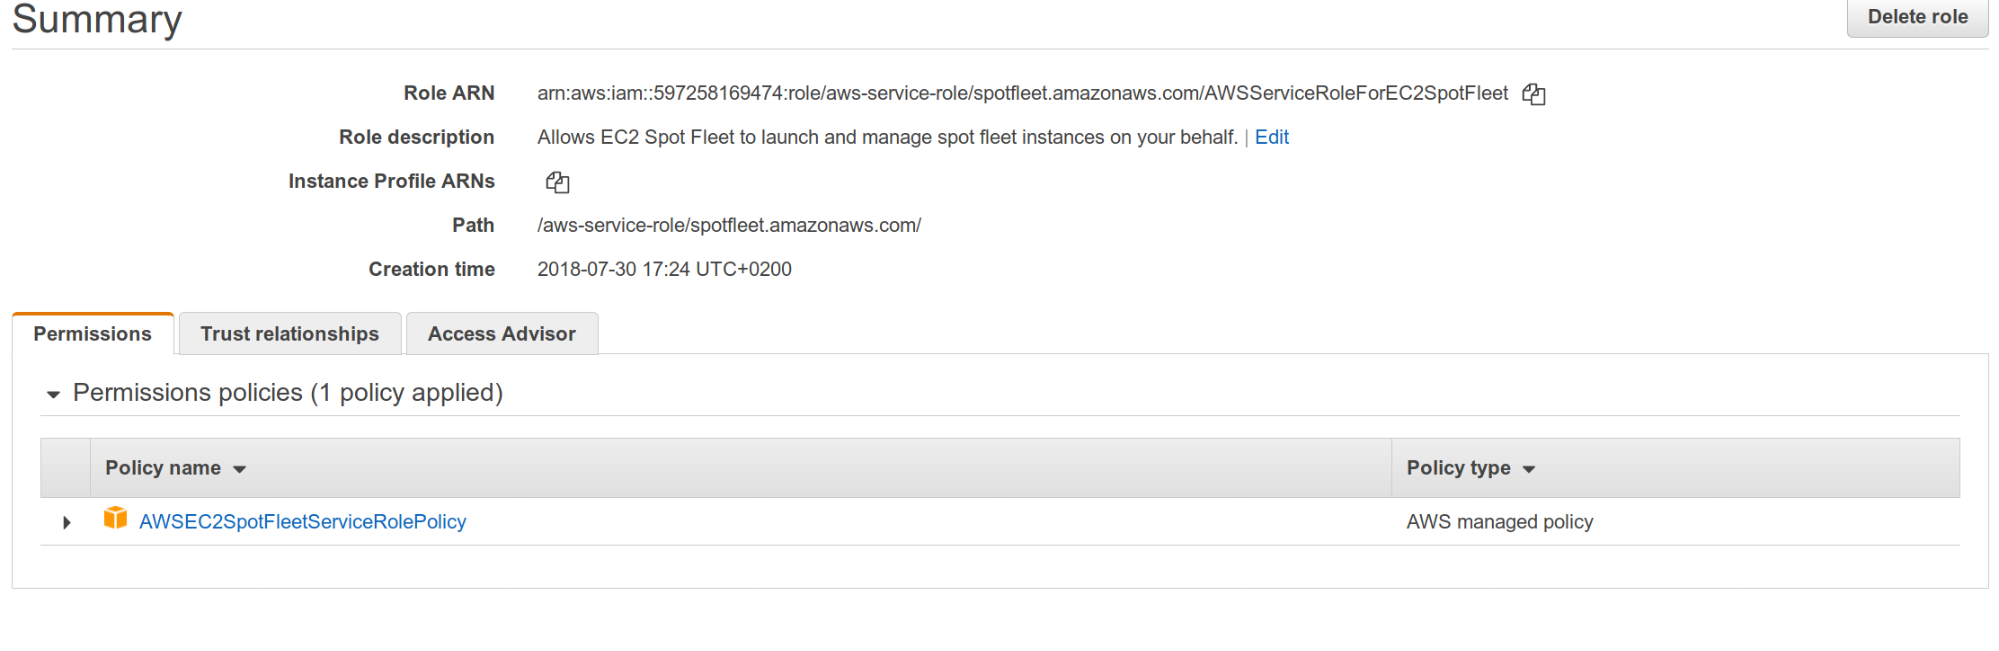 Summary
Delete role
Role ARN arn:aws:iam::597258169474:role/aws-service-role/spotfleet.amazonaws.com/AWSServiceRoleForEC2SpotFleet
Role description Allows EC2 Spot Fleet to launch and manage spot fleet instances on your behalf. | Edit
Instance Profile ARNs
Path /aws-service-role/spotfleet.amazonaws.com/
Creation time 2018-07-30 17:24 UTC+0200
Permissions Trust relationships Access Advisor
Permissions policies (1 policy applied)
Policy name Policy type
AWSEC2SpotFleetServiceRolePolicy AWS managed policy